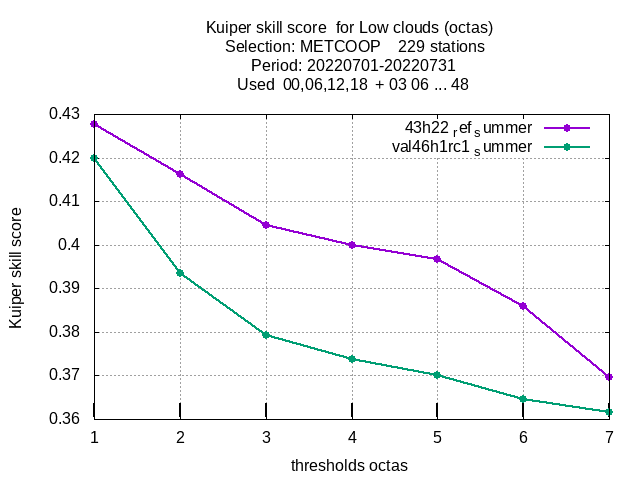 Kuiper skill score  for Low clouds (octas)
Selection: METCOOP    229 stations
Period: 20220701-20220731
Used  00,06,12,18  + 03 06 ... 48
43h22 ref summer
val46h1rc1 summer
Kuiper skill score
0.43
0.42
0.41
0.4
0.39
0.38
0.37
0.36
1 2 3 4 5 6 7
thresholds octas